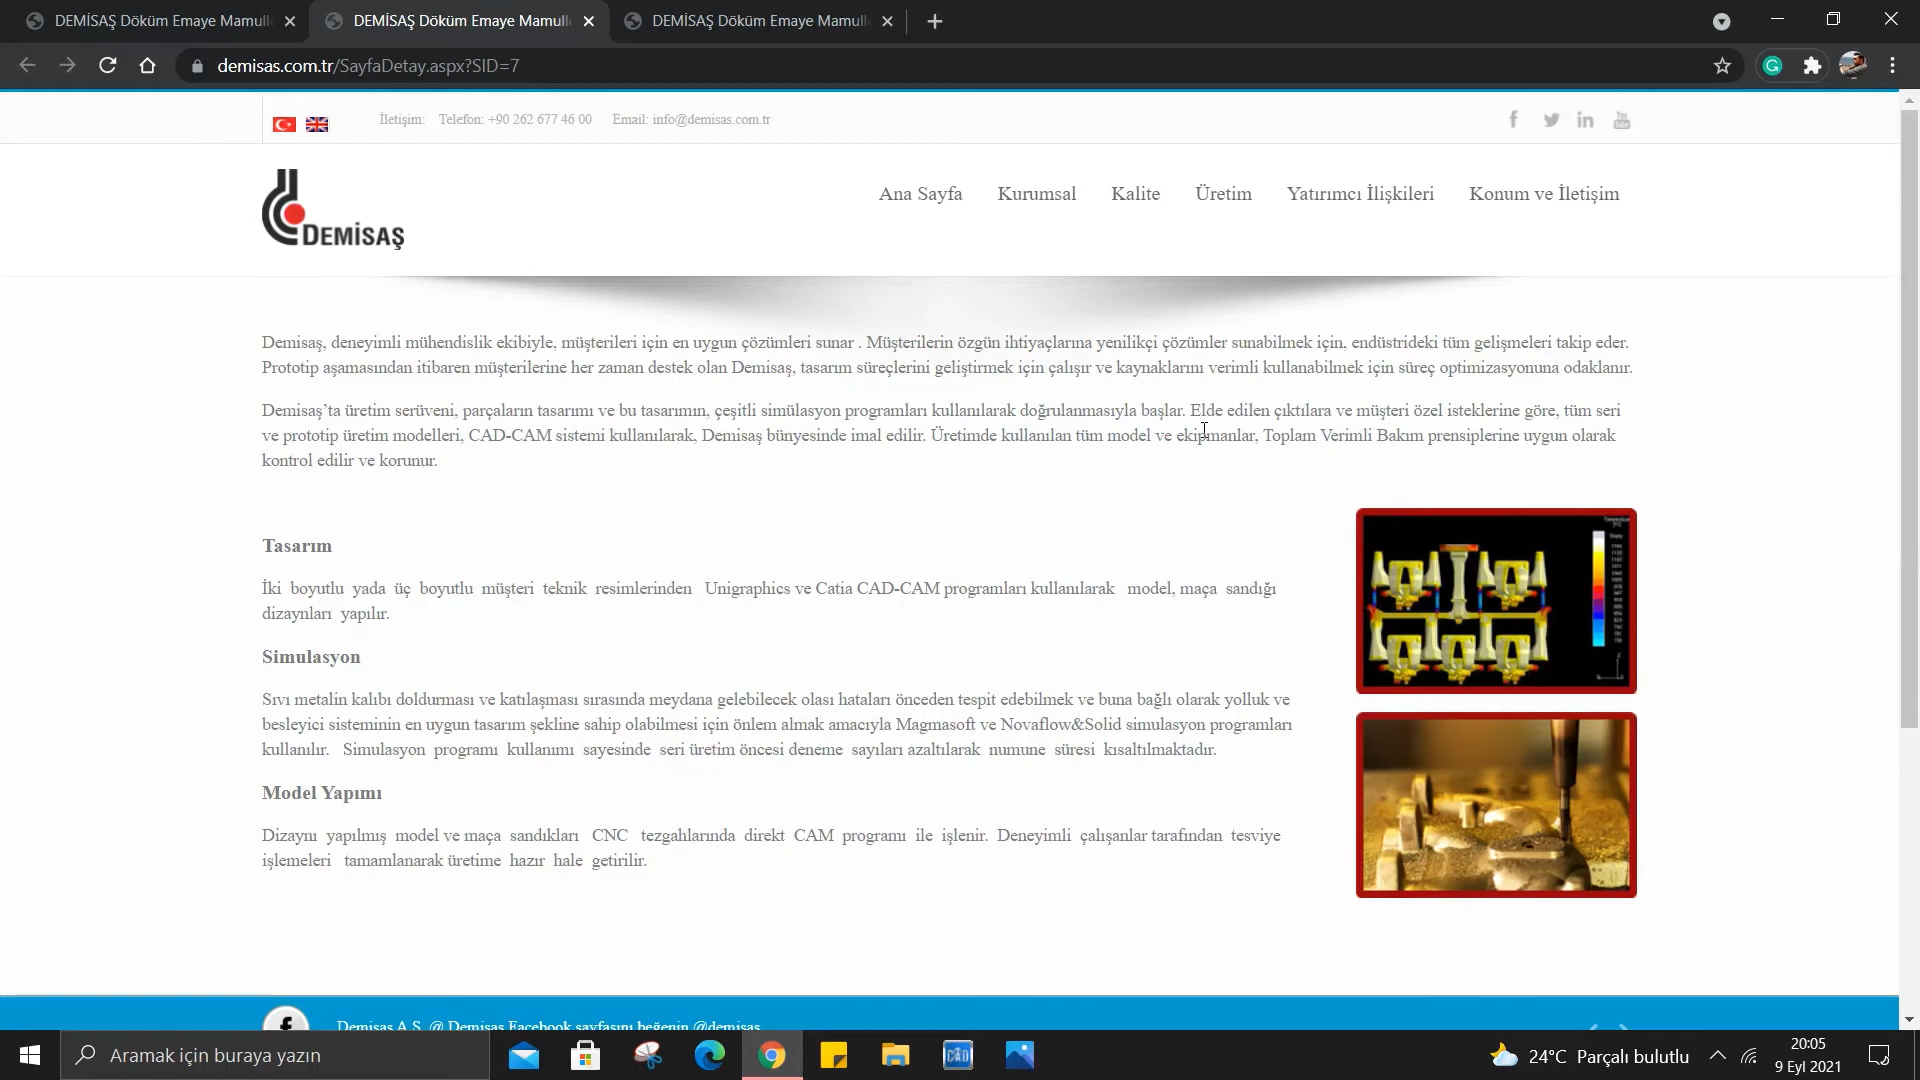 DEMİSAŞ Döküm Emaye Mamulle
DEMİSAŞ Döküm Emaye Mamulle
DEMİSAŞ Döküm Emaye Mamulle
demisas.com.tr/SayfaDetay.aspx?SID=7
İletişim: Telefon: +90 262 677 46 00 Email: info@demisas.com.tr
DEMİSAŞ
Ana Sayfa Kurumsal Kalite Üretim Yatırımcı İlişkileri Konum ve İletişim
Demisaş, deneyimli mühendislik ekibiyle, müşterileri için en uygun çözümleri sunar . Müşterilerin özgün ihtiyaçlarına yenilikçi çözümler sunabilmek için, endüstrideki tüm gelişmeleri takip eder.
Prototip aşamasından itibaren müşterilerine her zaman destek olan Demisaş, tasarım süreçlerini geliştirmek için çalışır ve kaynaklarını verimli kullanabilmek için süreç optimizasyonuna odaklanır.
Demisaş’ta üretim serüveni, parçaların tasarımı ve bu tasarımın, çeşitli simülasyon programları kullanılarak doğrulanmasıyla başlar. Elde edilen çıktılara ve müşteri özel isteklerine göre, tüm seri
ve prototip üretim modelleri, CAD-CAM sistemi kullanılarak, Demisaş bünyesinde imal edilir. Üretimde kullanılan tüm model ve ekipmanlar, Toplam Verimli Bakım prensiplerine uygun olarak
kontrol edilir ve korunur.
Tasarım
İki boyutlu yada üç boyutlu müşteri teknik resimlerinden Unigraphics ve Catia CAD-CAM programları kullanılarak model, maça sandığı
dizaynları yapılır.
Simulasyon
Sıvı metalin kalıbı doldurması ve katılaşması sırasında meydana gelebilecek olası hataları önceden tespit edebilmek ve buna bağlı olarak yolluk ve
besleyici sisteminin en uygun tasarım şekline sahip olabilmesi için önlem almak amacıyla Magmasoft ve Novaflow&Solid simulasyon programları
kullanılır. Simulasyon programı kullanımı sayesinde seri üretim öncesi deneme sayıları azaltılarak numune süresi kısaltılmaktadır.
Model Yapımı
Dizaynı yapılmış model ve maça sandıkları CNC tezgahlarında direkt CAM programı ile işlenir. Deneyimli çalışanlar tarafından tesviye
işlemeleri tamamlanarak üretime hazır hale getirilir.
Demisaş A.Ş. @ Demisaş Facebook sayfasını beğenin @demisas
Aramak için buraya yazın
CAD
24°C Parçalı bulutlu
20:05
9 Eyl 2021